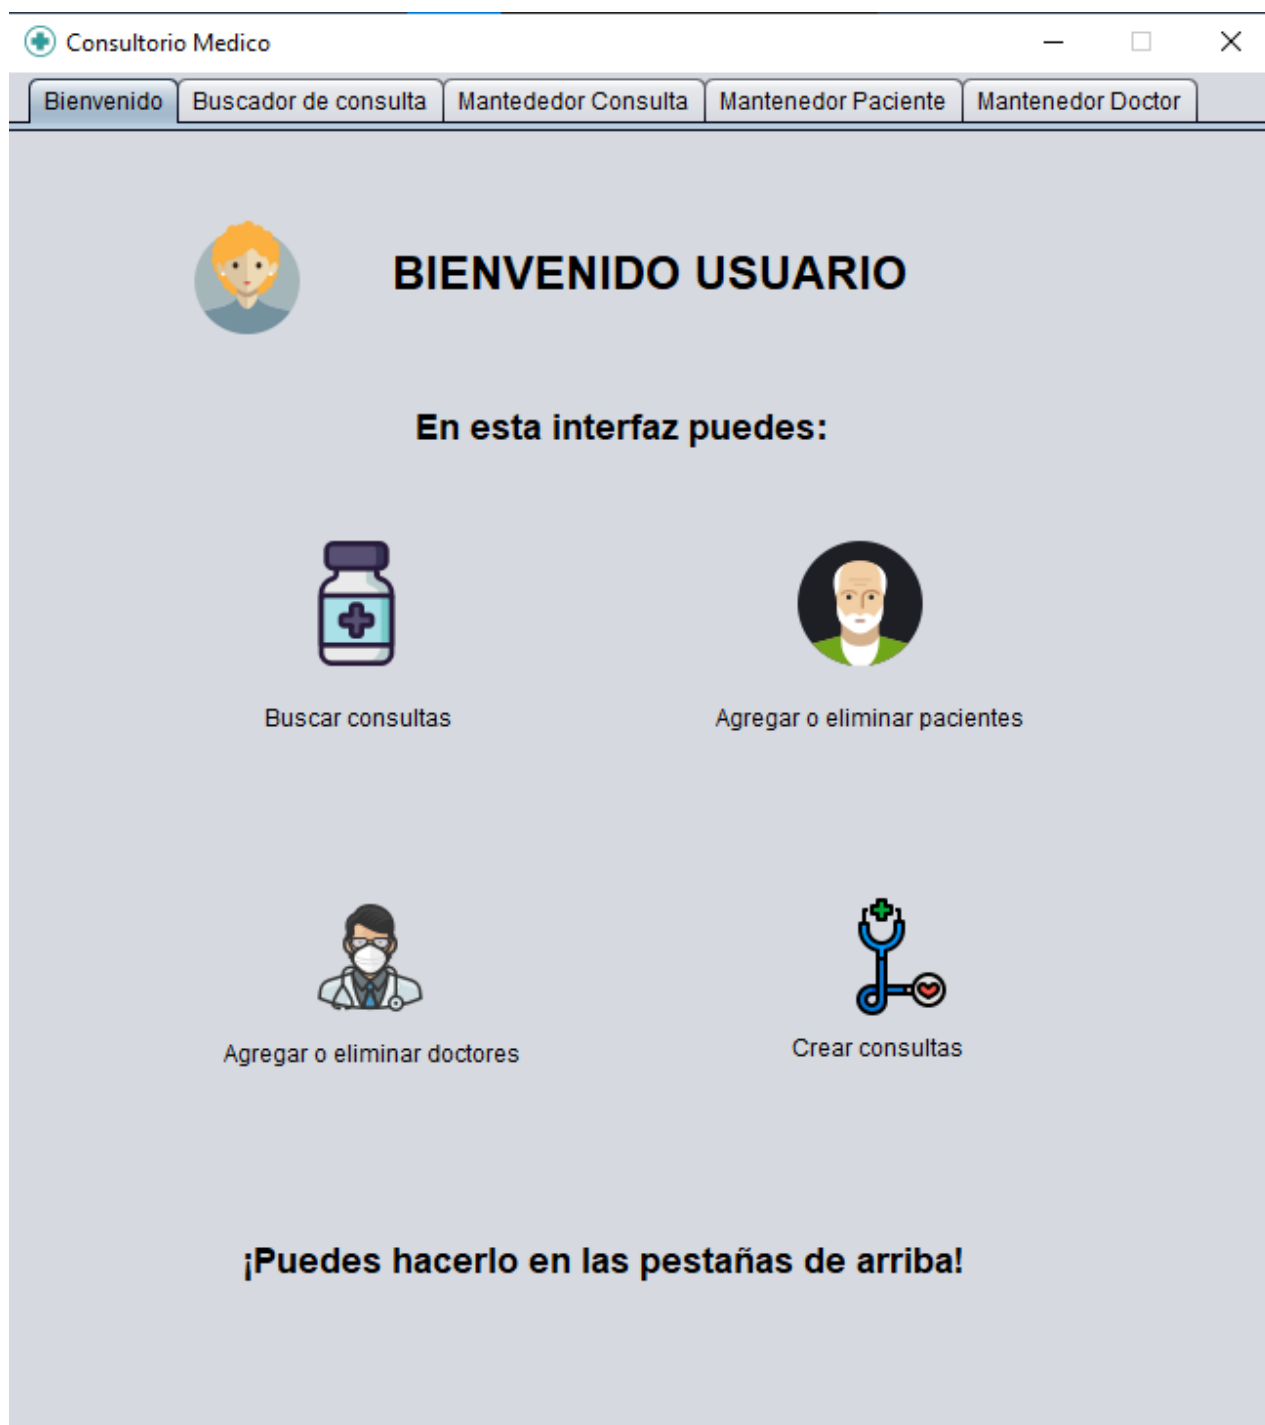 Consultorio Medico
Bienvenido Buscador de consulta Mantededor Consulta Mantenedor Paciente Mantenedor Doctor
BIENVENIDO USUARIO
En esta interfaz puedes:
Buscar consultas Agregar o eliminar pacientes
Agregar o eliminar doctores Crear consultas
¡Puedes hacerlo en las pestañas de arriba!